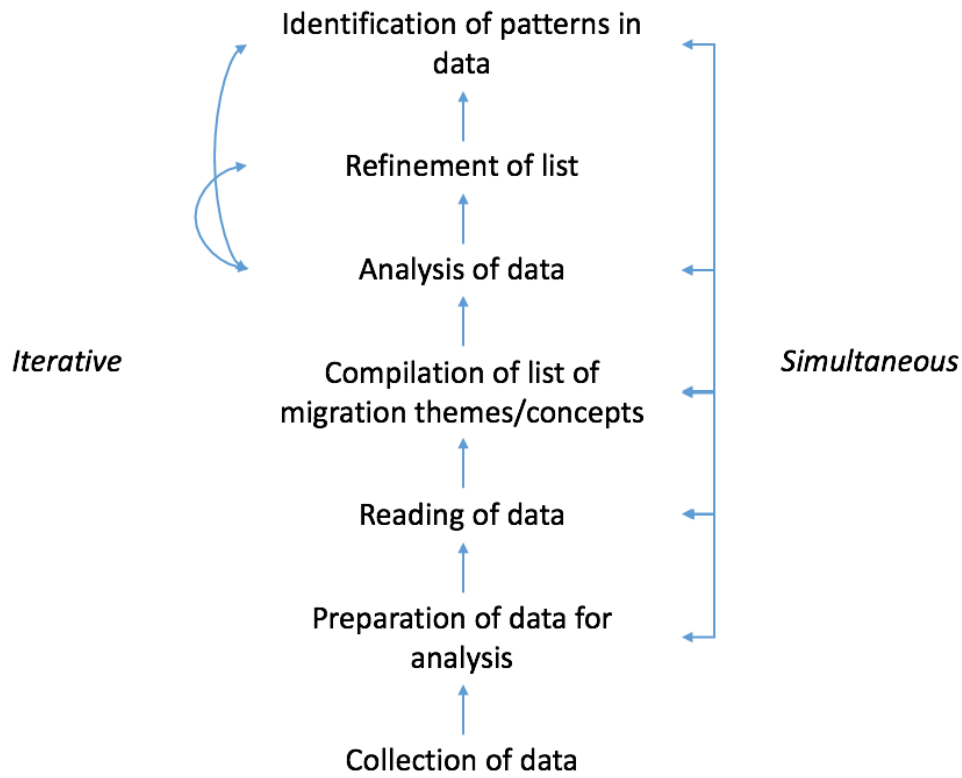 Identification of patterns in
data
Refinement of list
Analysis of data
Iterative
Simultaneous
Compilation of list of
migration themes/concepts
Reading of data
Preparation of data for
analysis
Collection of data